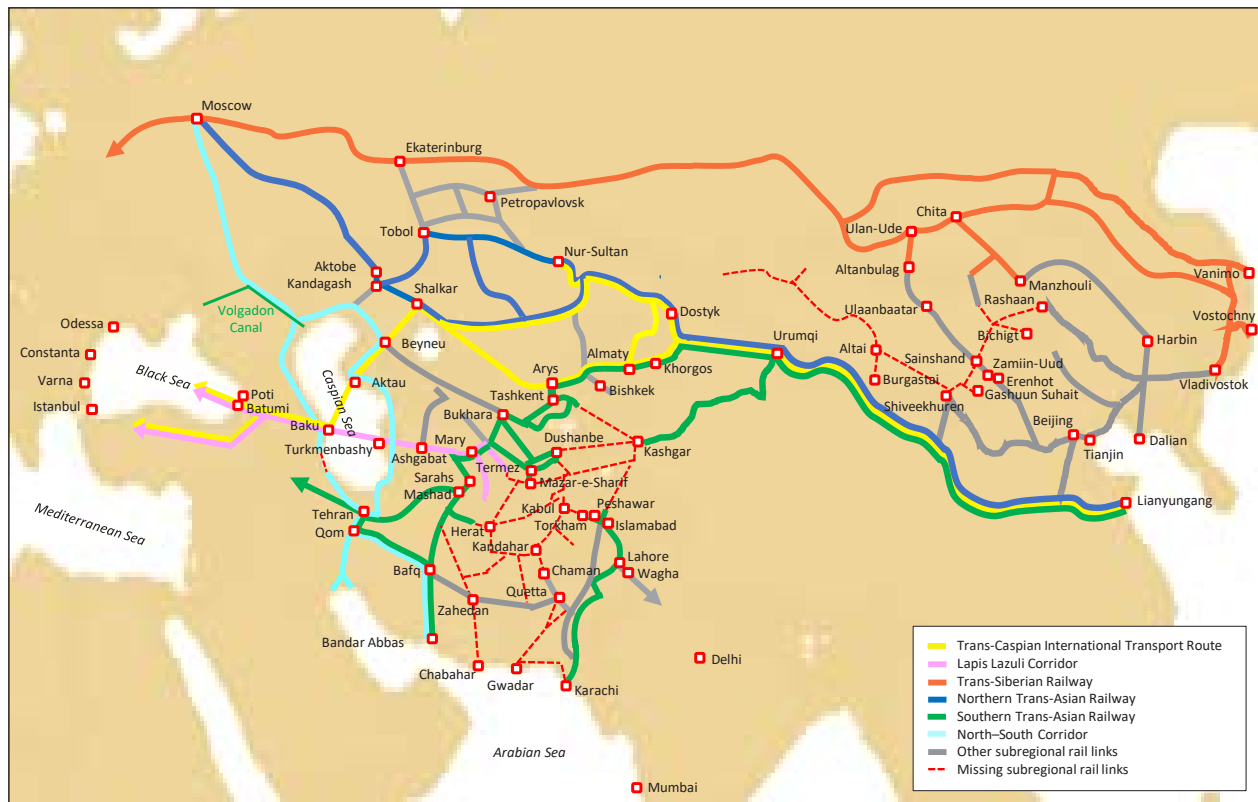 Moscow
Ekaterinburg
Petropavlovsk
Tobol
Nur-Sultan
Aktobe
Kandagash
Shalkar
Dostyk
Volgadon
Canal
Beyneu
Almaty
Khorgos
Urumqi
Odessa
Constanta
Varna
Istanbul
Black Sea
Poti
Batumi
Caspian Sea
Aktau
Arys
Tashkent
Bishkek
Bukhara
Baku
Turkmenbashy
Ashgabat
Mary
Dushanbe
Termez
Kashgar
Sarahs
Mashad
Mazar-e-Sharif
Tehran
Qom
Kabul
Peshawar
Torkham
Islamabad
Herat
Kandahar
Lahore
Wagha
Chaman
Bafq
Quetta
Zahedan
Mediterranean Sea
Bandar Abbas
Chabahar
Gwadar
Karachi
Delhi
Arabian Sea
Mumbai
Chita
Ulan-Ude
Altanbulag
Vanimo
Manzhouli
Rashaan
Ulaanbaatar
Vostochny
Bichigt
Harbin
Altai
Sainshand
Zamiin-Uud
Burgastai
Erenhot
Gashuun Suhait
Vladivostok
Shiveekhuren
Beijing
Tianjin
Dalian
Lianyungang
Trans-Caspian International Transport Route
Lapis Lazuli Corridor
Trans-Siberian Railway
Northern Trans-Asian Railway
Southern Trans-Asian Railway
North–South Corridor
Other subregional rail links
Missing subregional rail links